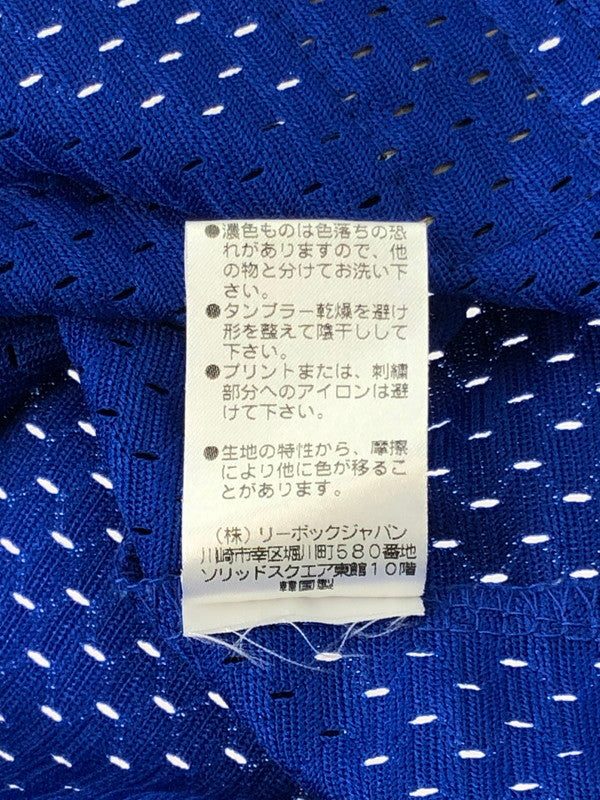 ●濃色ものは色落ちの恐
れがありますので、他
の物と分けてお洗い下
さい。
●タンブラー乾燥を避け
形を整えて陰干しして
下さい。
●プリントまたは、刺繍
部分へのアイロンは避
けて下さい。
●生地の特性から、摩擦
により他に色が移るこ
とがあります。
(株)リーボックジャパン
川崎市幸区堀川町580番地
ソリッドスクエア東館10階
韓国製